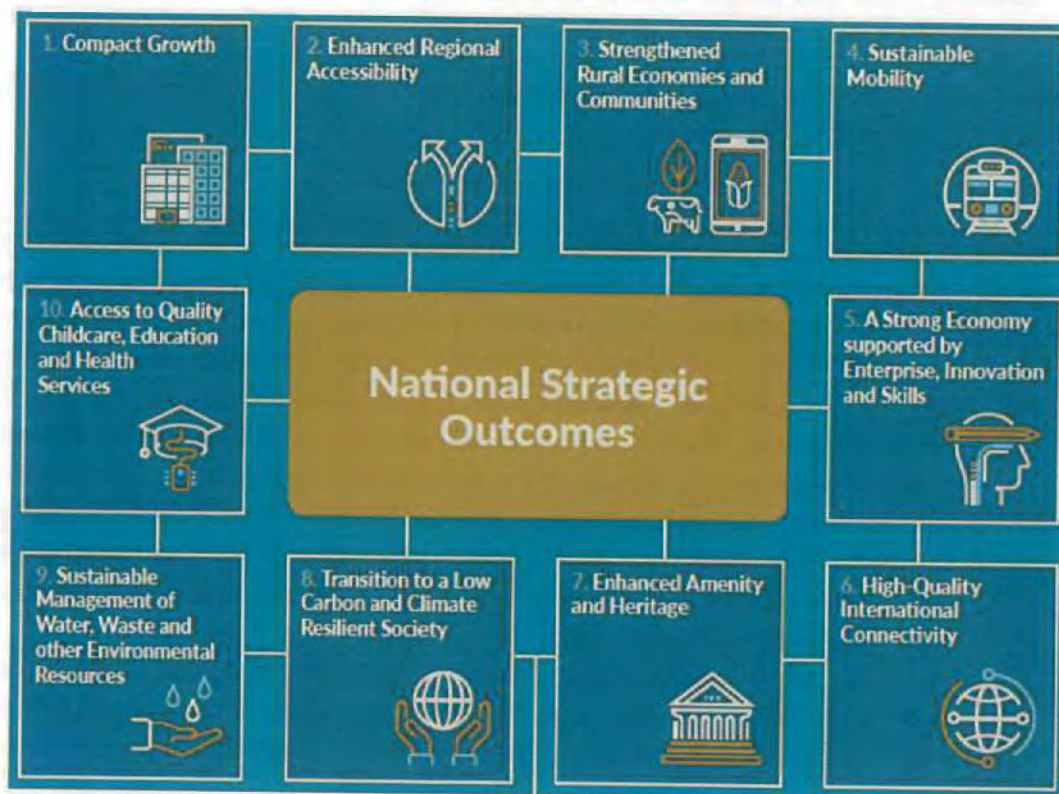 1. Compact Growth
2. Enhanced Regional
Accessibility
3. Strengthened
Rural Economies and
Communities
4. Sustainable
Mobility
10. Access to Quality
Childcare, Education
and Health
Services
National Strategic
Outcomes
5. A Strong Economy
supported by
Enterprise, Innovation
and Skills
9. Sustainable
Management of
Water, Waste and
other Environmental
Resources
8. Transition to a Low
Carbon and Climate
Resilient Society
7. Enhanced Amenity
and Heritage
6. High-Quality
International
Connectivity